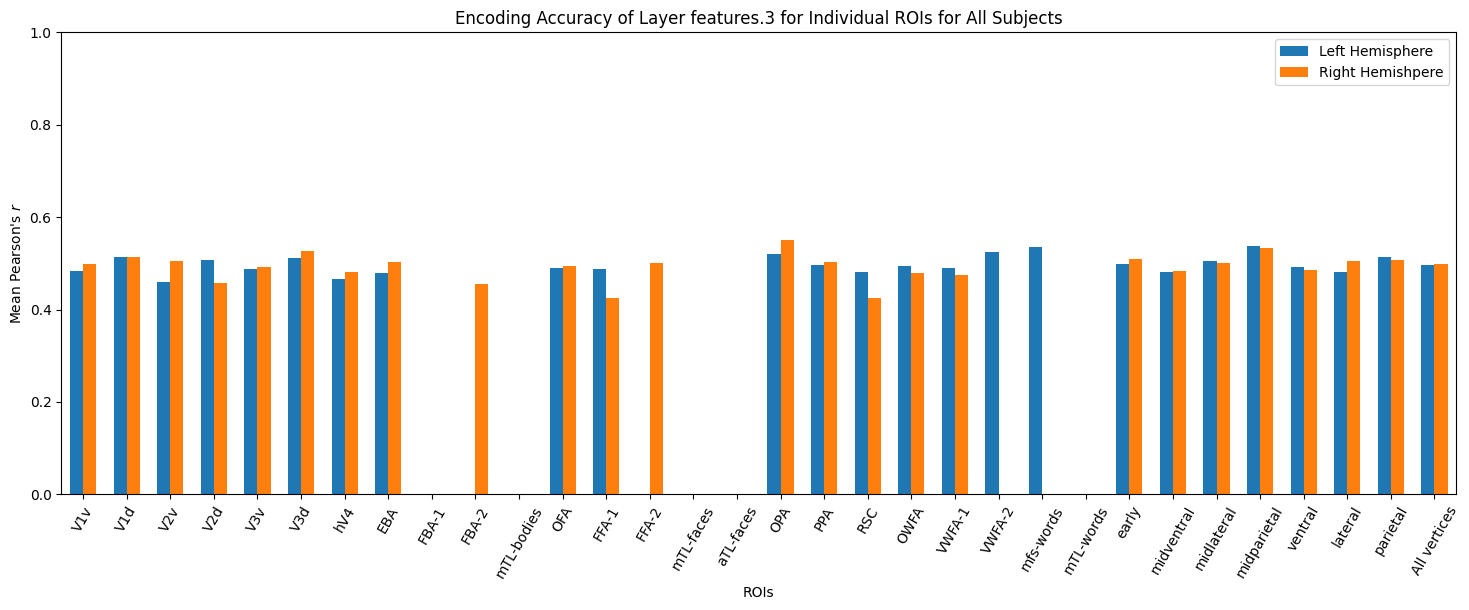 Encoding Accuracy of Layer features.3 for Individual ROIs for All Subjects
Left Hemisphere
Right Hemishpere
Mean Pearson's r
1.0
0.8
0.6
0.4
0.2
0.0
V1v
V1d
V2v
V2d
V3v
V3d
hV4
EBA
FBA-1
FBA-2
mTL-bodies
OFA
FFA-1
FFA-2
mTL-faces
aTL-faces
OPA
PPA
RSC
OWFA
VWFA-1
VWFA-2
mfs-words
mTL-words
early
midventral
midlateral
midparietal
ventral
lateral
parietal
All vertices
ROIs